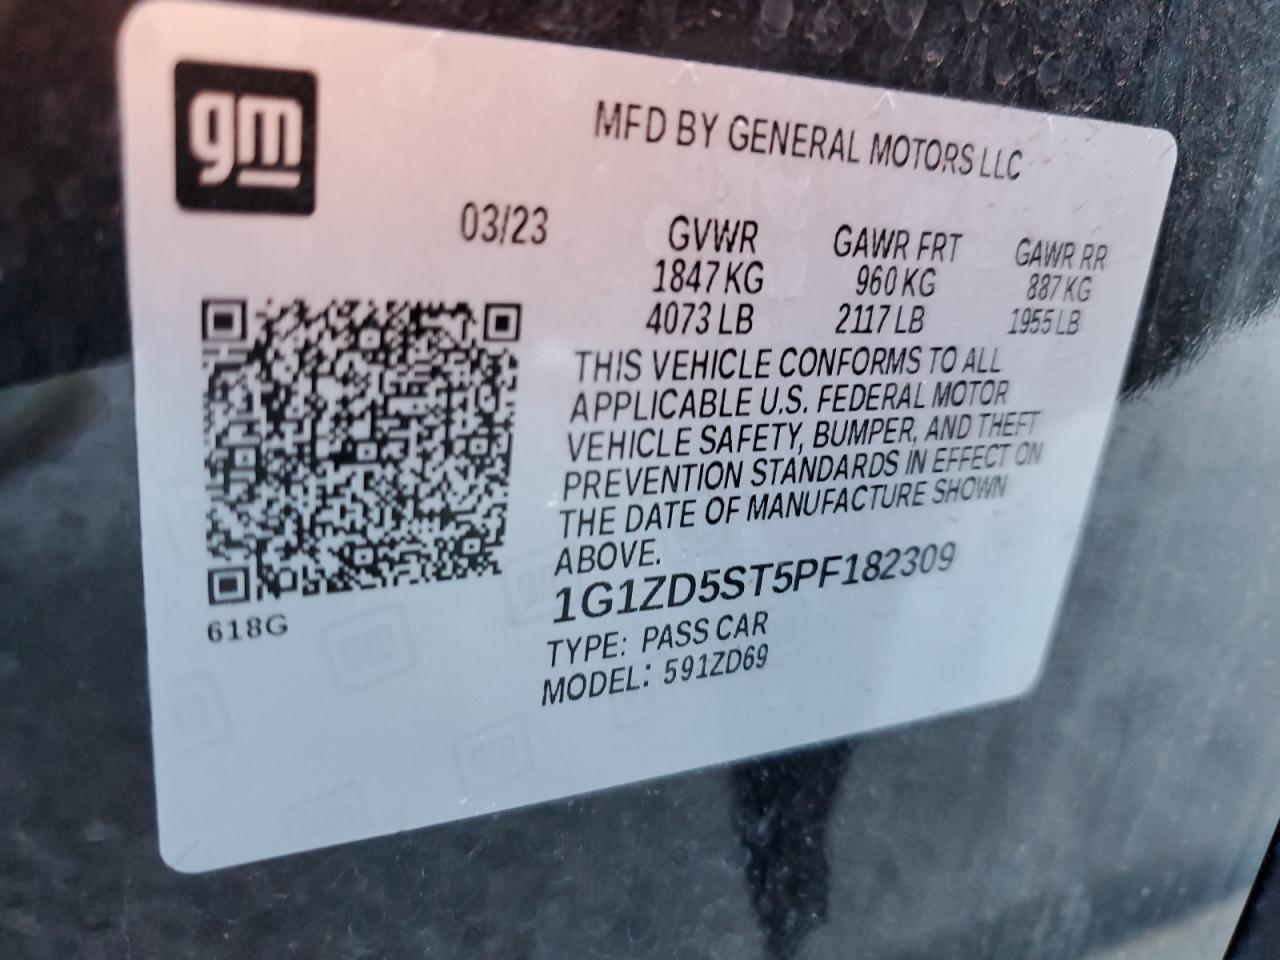 gm
MFD BY GENERAL MOTORS LLC
03/23 GVWR GAWR FRT GAWR RR
1847 KG 960 KG 887 KG
4073 LB 2117 LB 1955 LB
THIS VEHICLE CONFORMS TO ALL
APPLICABLE U.S. FEDERAL MOTOR
VEHICLE SAFETY, BUMPER, AND THEFT
PREVENTION STANDARDS IN EFFECT ON
THE DATE OF MANUFACTURE SHOWN
ABOVE.
1G1ZD5ST5PF182309
TYPE: PASS CAR
MODEL: 591ZD69
618G